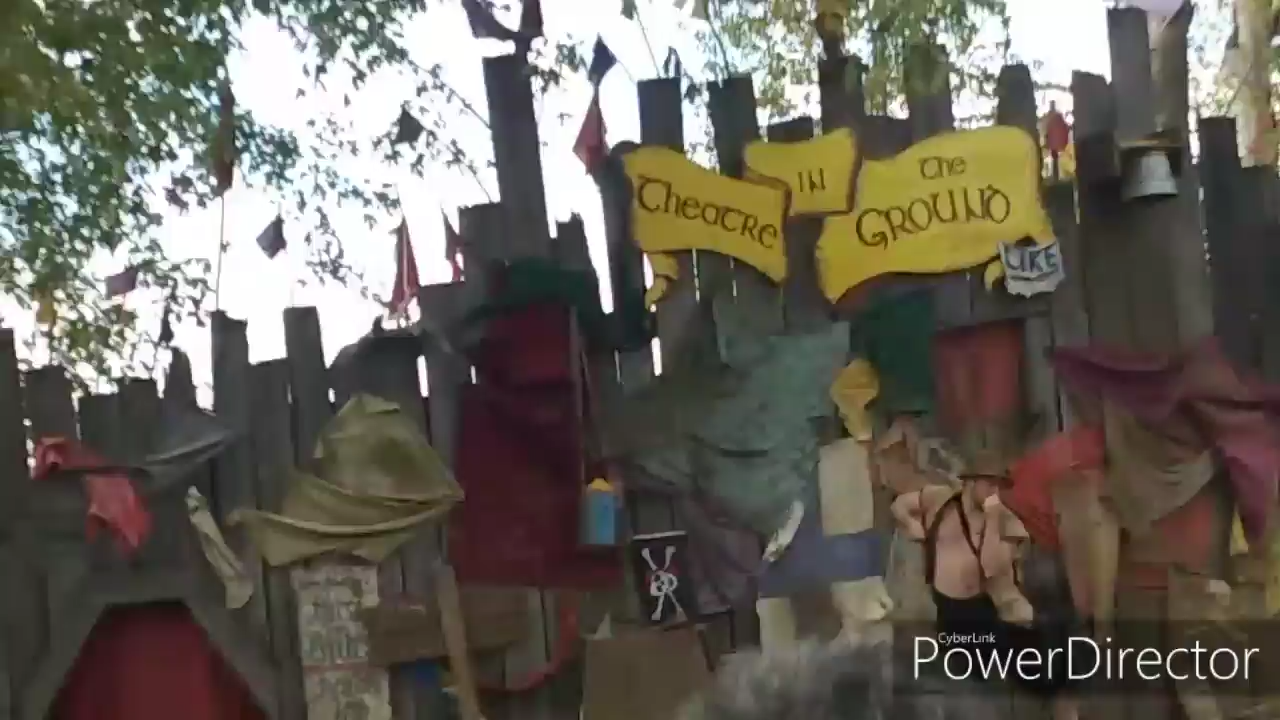 Theatre
IN
The
GROUND
LIKE
CyberLink
PowerDirector